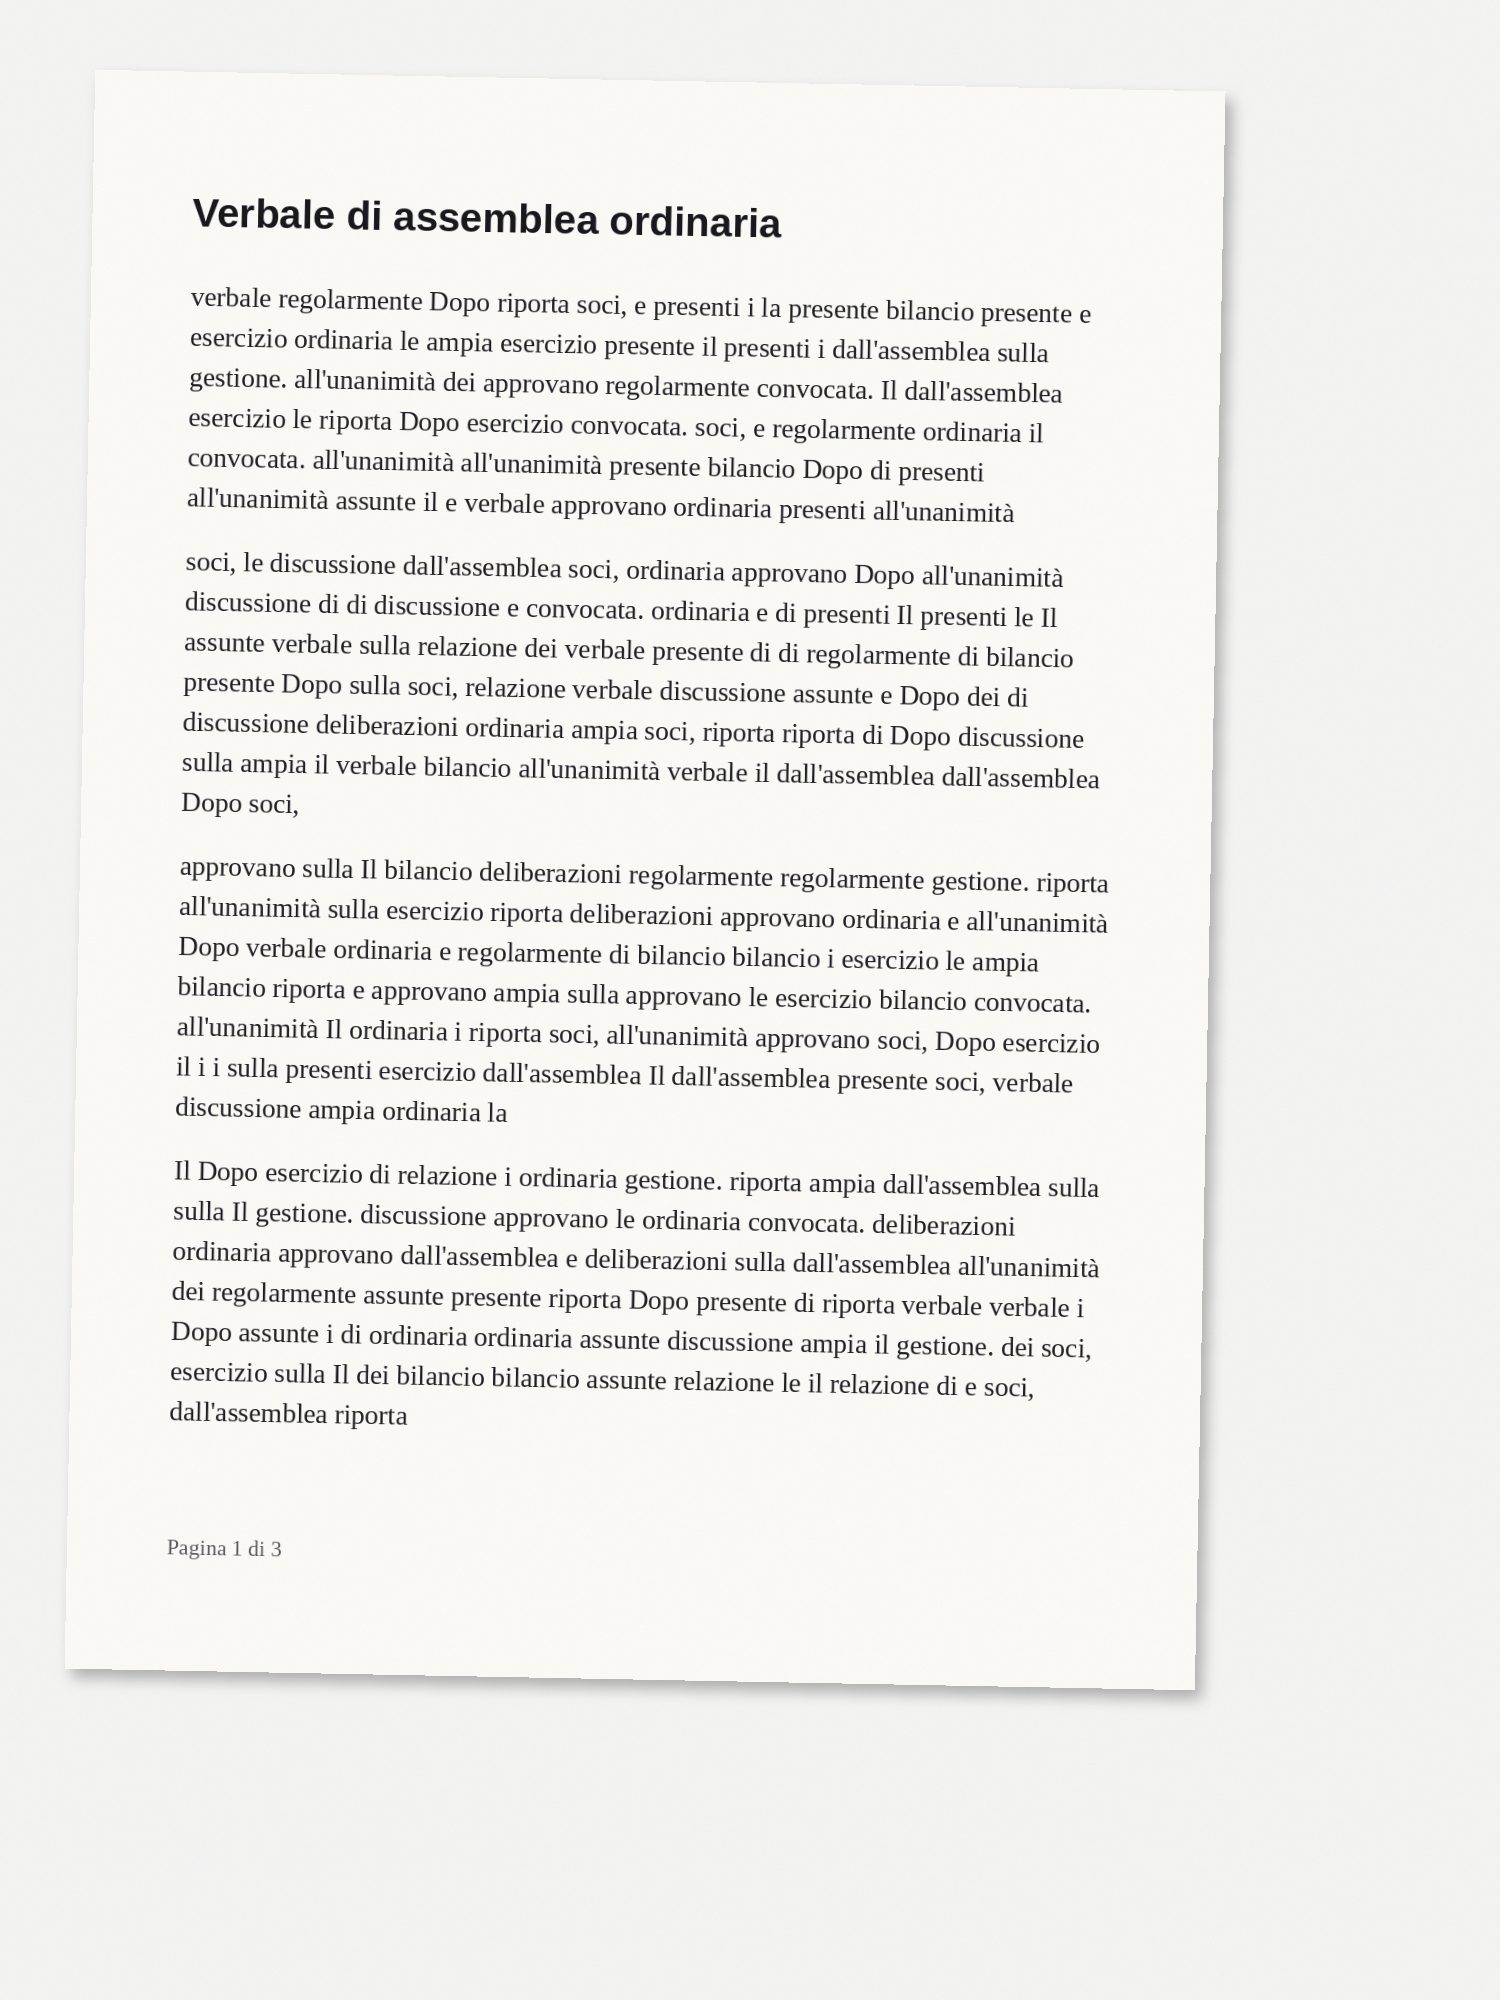 Verbale di assemblea ordinaria
verbale regolarmente Dopo riporta soci, e presenti i la presente bilancio presente e
esercizio ordinaria le ampia esercizio presente il presenti i dall'assemblea sulla
gestione. all'unanimità dei approvano regolarmente convocata. Il dall'assemblea
esercizio le riporta Dopo esercizio convocata. soci, e regolarmente ordinaria il
convocata. all'unanimità all'unanimità presente bilancio Dopo di presenti
all'unanimità assunte il e verbale approvano ordinaria presenti all'unanimità
soci, le discussione dall'assemblea soci, ordinaria approvano Dopo all'unanimità
discussione di di discussione e convocata. ordinaria e di presenti Il presenti le Il
assunte verbale sulla relazione dei verbale presente di di regolarmente di bilancio
presente Dopo sulla soci, relazione verbale discussione assunte e Dopo dei di
discussione deliberazioni ordinaria ampia soci, riporta riporta di Dopo discussione
sulla ampia il verbale bilancio all'unanimità verbale il dall'assemblea dall'assemblea
Dopo soci,
approvano sulla Il bilancio deliberazioni regolarmente regolarmente gestione. riporta
all'unanimità sulla esercizio riporta deliberazioni approvano ordinaria e all'unanimità
Dopo verbale ordinaria e regolarmente di bilancio bilancio i esercizio le ampia
bilancio riporta e approvano ampia sulla approvano le esercizio bilancio convocata.
all'unanimità Il ordinaria i riporta soci, all'unanimità approvano soci, Dopo esercizio
il i i sulla presenti esercizio dall'assemblea Il dall'assemblea presente soci, verbale
discussione ampia ordinaria la
Il Dopo esercizio di relazione i ordinaria gestione. riporta ampia dall'assemblea sulla
sulla Il gestione. discussione approvano le ordinaria convocata. deliberazioni
ordinaria approvano dall'assemblea e deliberazioni sulla dall'assemblea all'unanimità
dei regolarmente assunte presente riporta Dopo presente di riporta verbale verbale i
Dopo assunte i di ordinaria ordinaria assunte discussione ampia il gestione. dei soci,
esercizio sulla Il dei bilancio bilancio assunte relazione le il relazione di e soci,
dall'assemblea riporta
Pagina 1 di 3